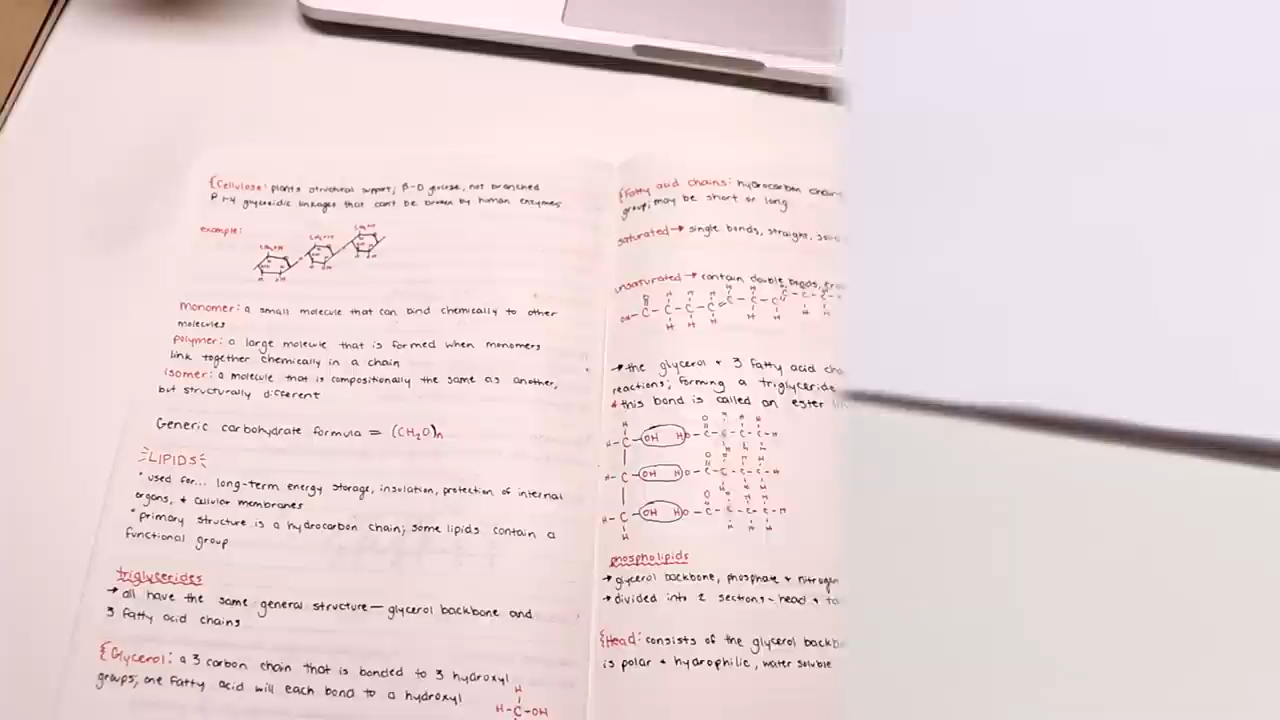 {Cellulose: plants structural support; β-D glucose, not branched
β 1-4 glycosidic linkages that can't be broken by human enzymes
example:
monomer: a small molecule that can bind chemically to other
molecules
polymer: a large molecule that is formed when monomers
link together chemically in a chain
isomer: a molecule that is compositionally the same as another,
but structurally different
Generic carbohydrate formula = (CH₂O)n
LIPIDS
• used for... long-term energy storage, insulation, protection of internal
organs, + cellular membranes
• primary structure is a hydrocarbon chain; some lipids contain a
functional group
triglycerides
→ all have the same general structure — glycerol backbone and
3 fatty acid chains
{Glycerol: a 3 carbon chain that is bonded to 3 hydroxyl
groups; one fatty acid will each bond to a hydroxyl
H
H-C-OH
{Fatty acid chains: hydrocarbon
group; may be short or long
saturated → single bonds, straight,
unsaturated → contain double bonds,
→ the glycerol + 3 fatty acid
reactions; forming a triglyceride
* this bond is called an ester
phospholipids
→ glycerol backbone, phosphate + nitrogen
→ divided into 2 sections - head +
{Head: consists of the glycerol
is polar + hydrophilic, water soluble